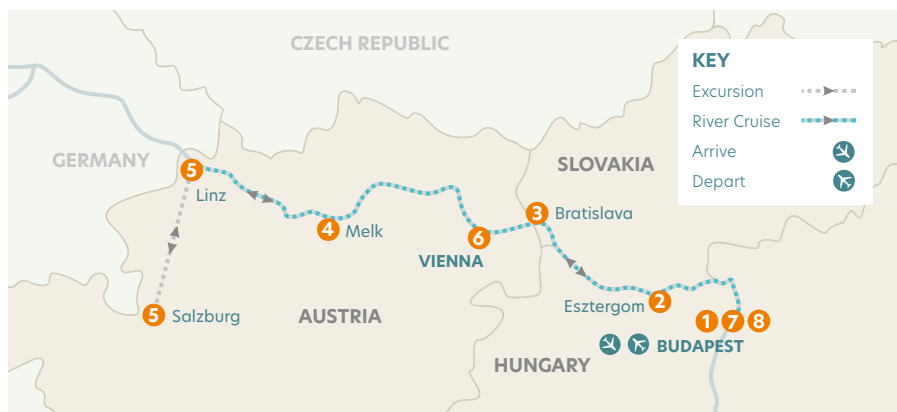 CZECH REPUBLIC
KEY
Excursion
River Cruise
Arrive
Depart
GERMANY
SLOVAKIA
5
Linz
3 Bratislava
4 Melk
6
VIENNA
Esztergom 2
5 Salzburg
AUSTRIA
1 7 8
BUDAPEST
HUNGARY